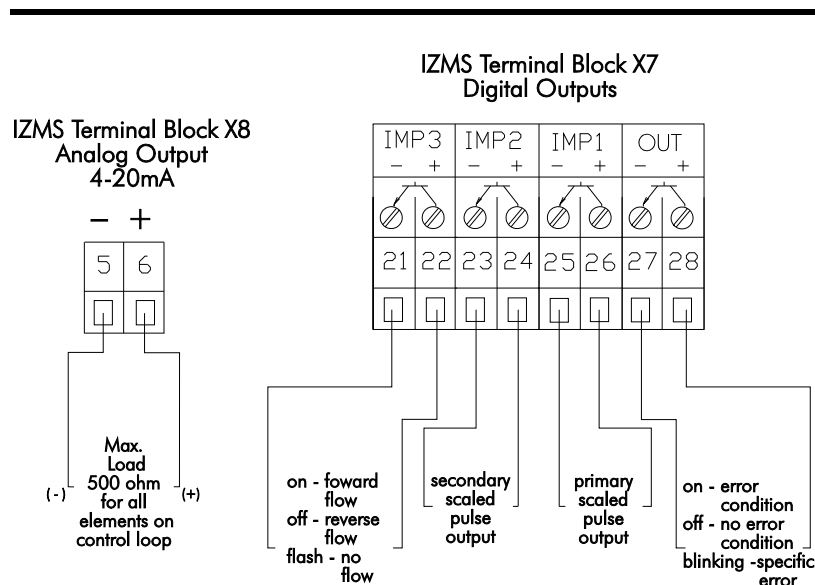 IZMS Terminal Block X7
Digital Outputs
IZMS Terminal Block X8
Analog Output
4-20mA
− +
5 6
(-) (+)
Max.
Load
500 ohm
for all
elements on
control loop
IMP3 IMP2 IMP1 OUT
− + − + − + − +
21 22 23 24 25 26 27 28
on - foward
flow
off - reverse
flow
flash - no
flow
secondary
scaled
pulse
output
primary
scaled
pulse
output
on - error
condition
off - no error
condition
blinking -specific
error